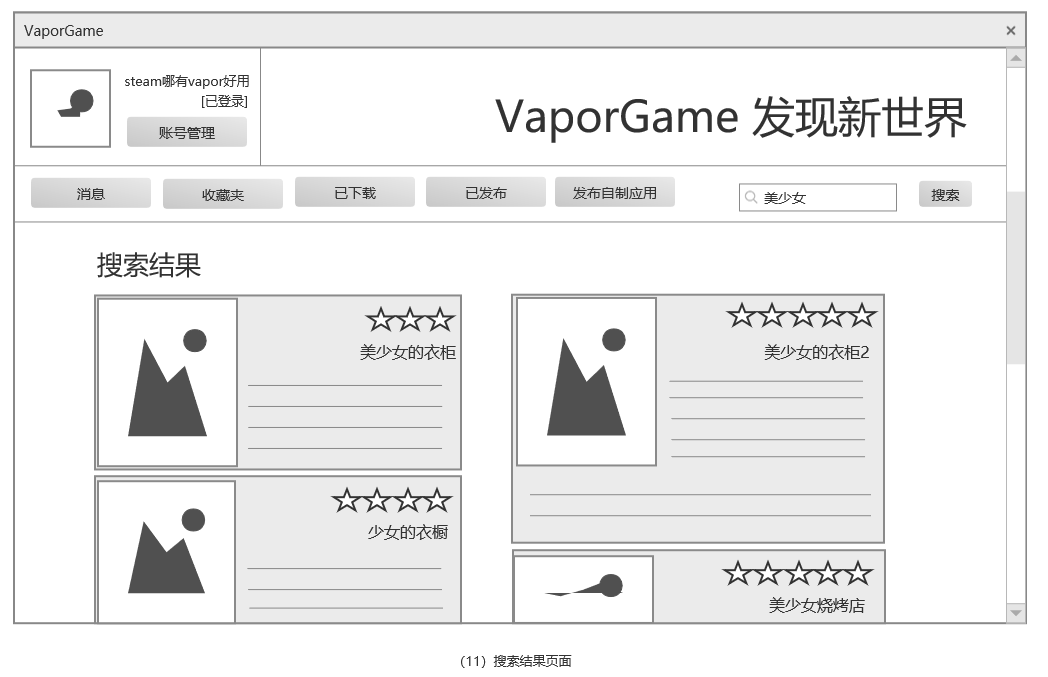 VaporGame
steam哪有vapor好用
[已登录]
账号管理
VaporGame 发现新世界
消息
收藏夹
已下载
已发布
发布自制应用
美少女
搜索
搜索结果
美少女的衣柜
美少女的衣柜2
少女的衣橱
美少女烧烤店
（11）搜索结果页面